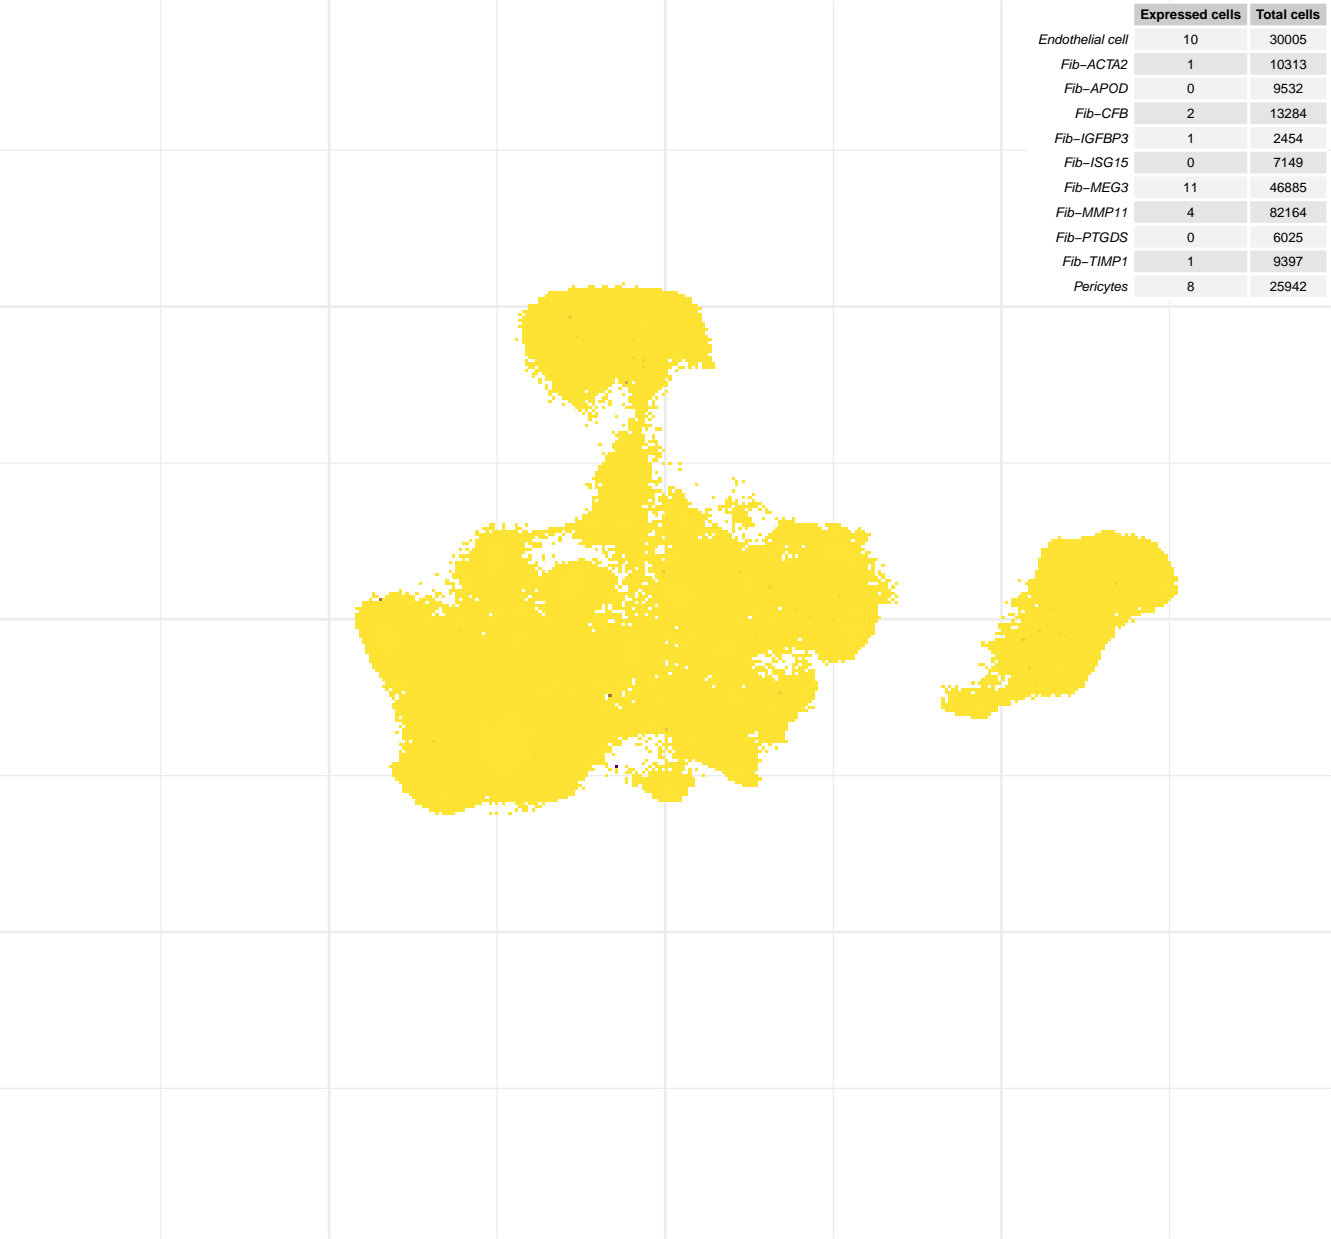 Expressed cells Total cells
Endothelial cell 10 30005
Fib−ACTA2 1 10313
Fib−APOD 0 9532
Fib−CFB 2 13284
Fib−IGFBP3 1 2454
Fib−ISG15 0 7149
Fib−MEG3 11 46885
Fib−MMP11 4 82164
Fib−PTGDS 0 6025
Fib−TIMP1 1 9397
Pericytes 8 25942